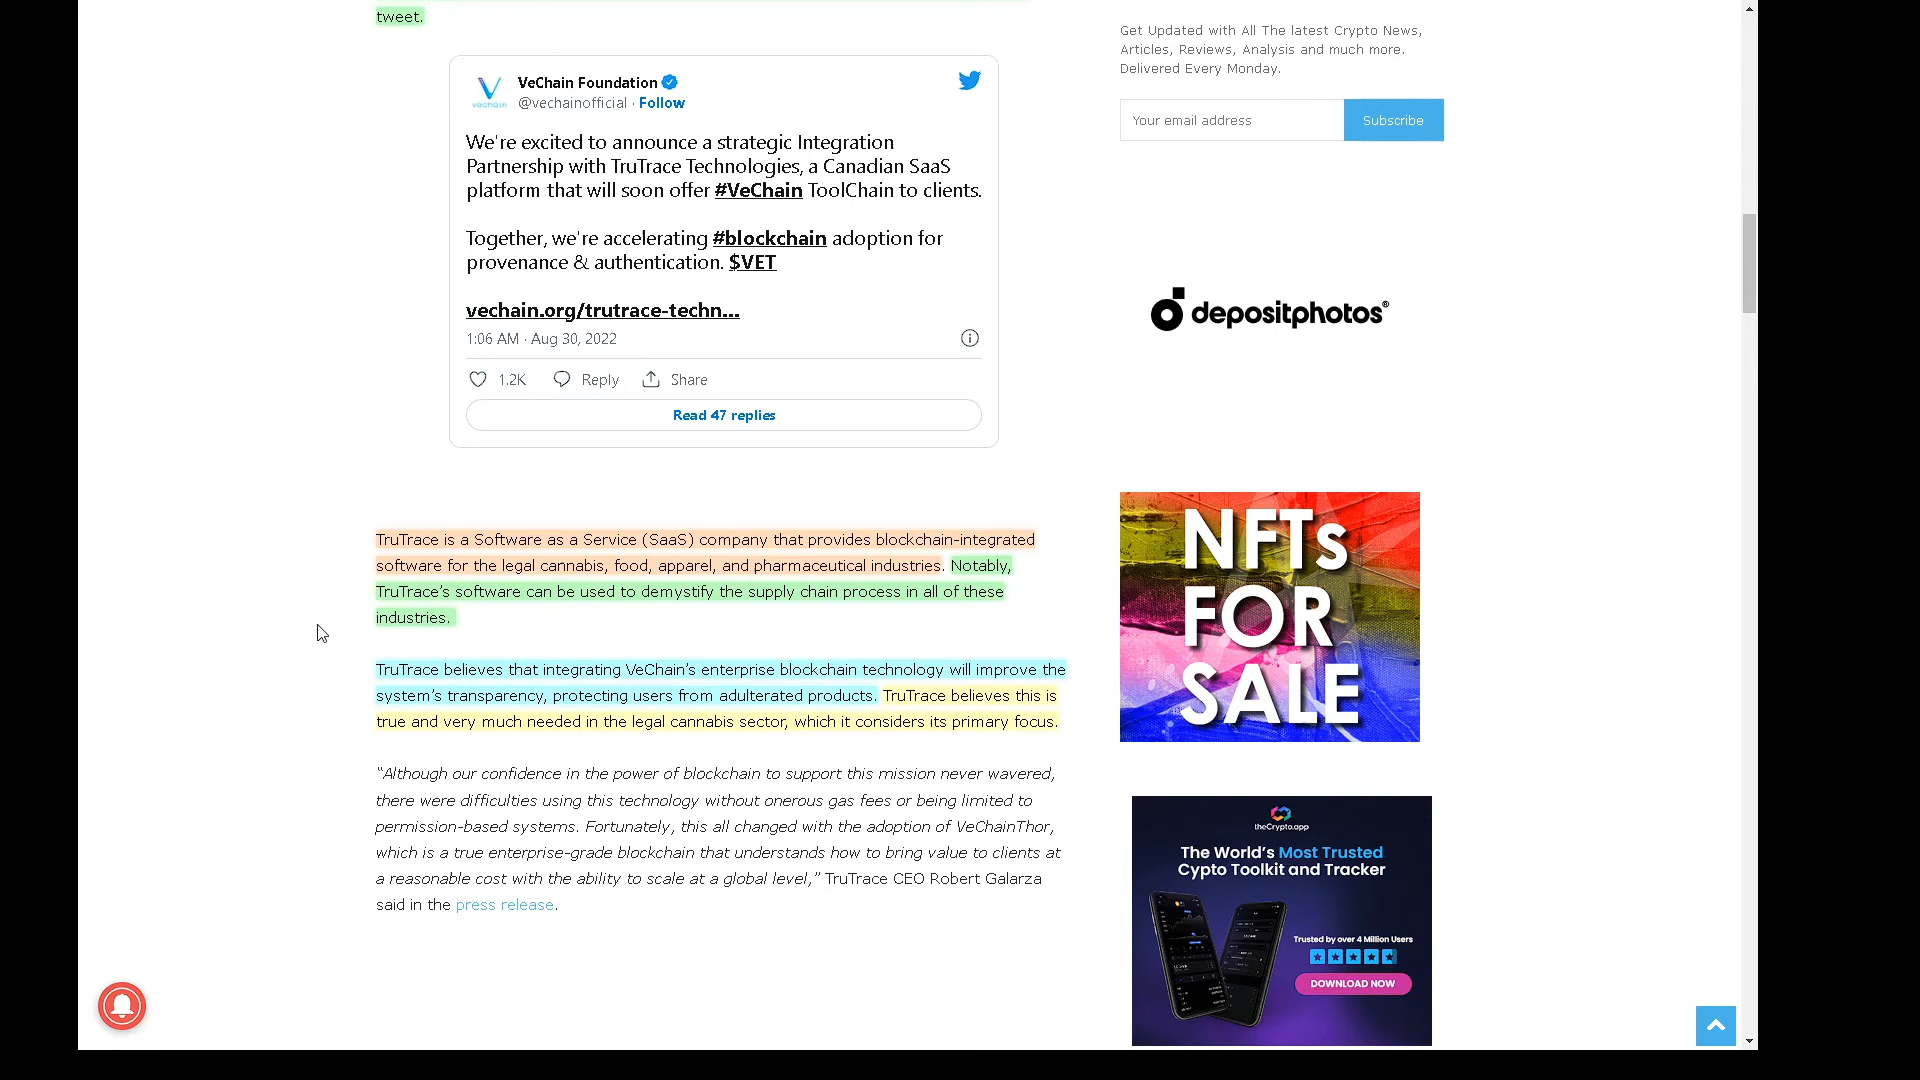 tweet.
VeChain Foundation
@vechainofficial · Follow
We're excited to announce a strategic Integration
Partnership with TruTrace Technologies, a Canadian SaaS
platform that will soon offer #VeChain ToolChain to clients.
Together, we're accelerating #blockchain adoption for
provenance & authentication. $VET
vechain.org/trutrace-techn...
1:06 AM · Aug 30, 2022
1.2K Reply Share
Read 47 replies
TruTrace is a Software as a Service (SaaS) company that provides blockchain-integrated
software for the legal cannabis, food, apparel, and pharmaceutical industries. Notably,
TruTrace’s software can be used to demystify the supply chain process in all of these
industries.
TruTrace believes that integrating VeChain’s enterprise blockchain technology will improve the
system’s transparency, protecting users from adulterated products. TruTrace believes this is
true and very much needed in the legal cannabis sector, which it considers its primary focus.
“Although our confidence in the power of blockchain to support this mission never wavered,
there were difficulties using this technology without onerous gas fees or being limited to
permission-based systems. Fortunately, this all changed with the adoption of VeChainThor,
which is a true enterprise-grade blockchain that understands how to bring value to clients at
a reasonable cost with the ability to scale at a global level,” TruTrace CEO Robert Galarza
said in the press release.
Get Updated with All The latest Crypto News,
Articles, Reviews, Analysis and much more.
Delivered Every Monday.
Your email address Subscribe
depositphotos®
NFTs
FOR
SALE
theCrypto.app
The World's Most Trusted
Cypto Toolkit and Tracker
Trusted by over 4 Million Users
DOWNLOAD NOW